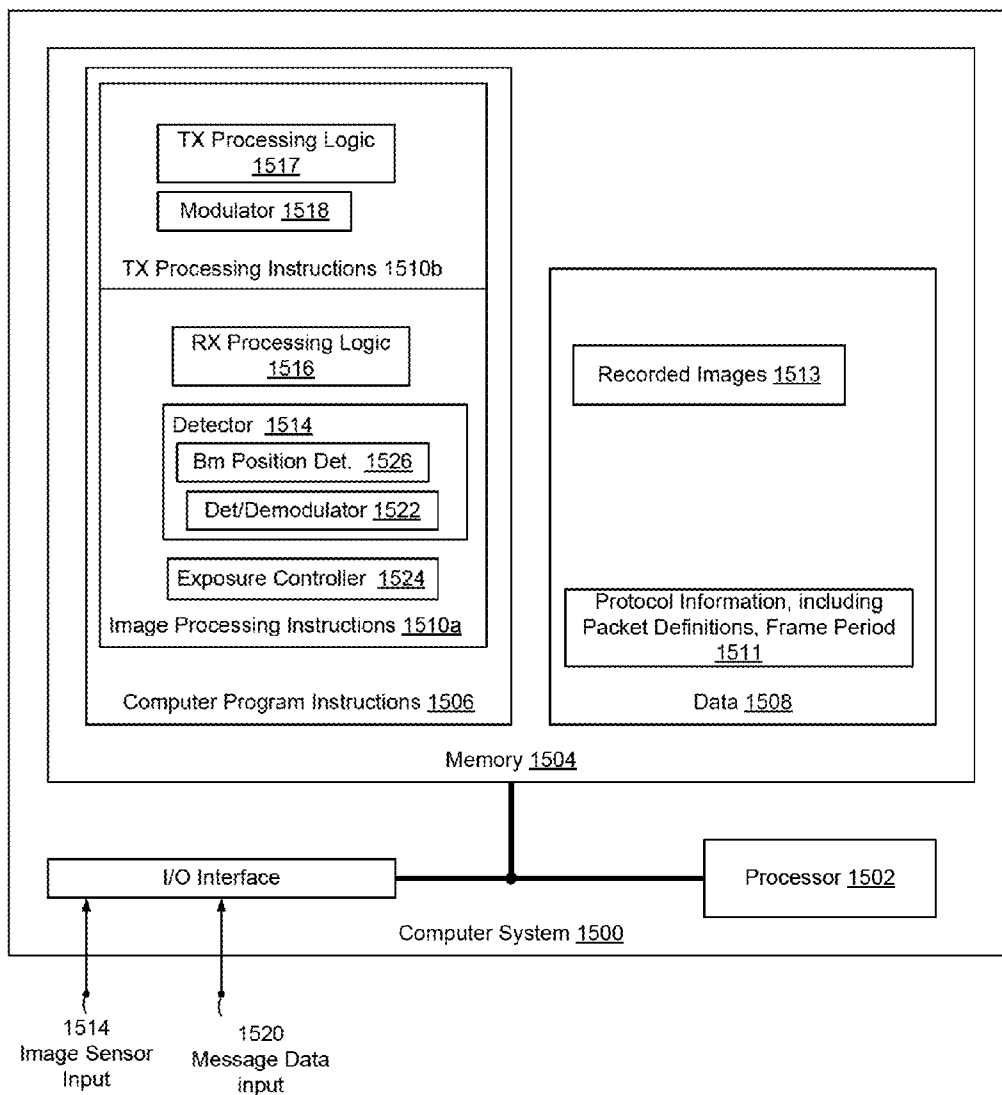 TX Processing Logic
1517
Modulator 1518
TX Processing Instructions 1510b
RX Processing Logic
1516
Detector 1514
Bm Position Det. 1526
Det/Demodulator 1522
Exposure Controller 1524
Image Processing Instructions 1510a
Computer Program Instructions 1506
Recorded Images 1513
Protocol Information, including
Packet Definitions, Frame Period
1511
Data 1508
Memory 1504
I/O Interface
Processor 1502
Computer System 1500
1514
Image Sensor
Input
1520
Message Data
input